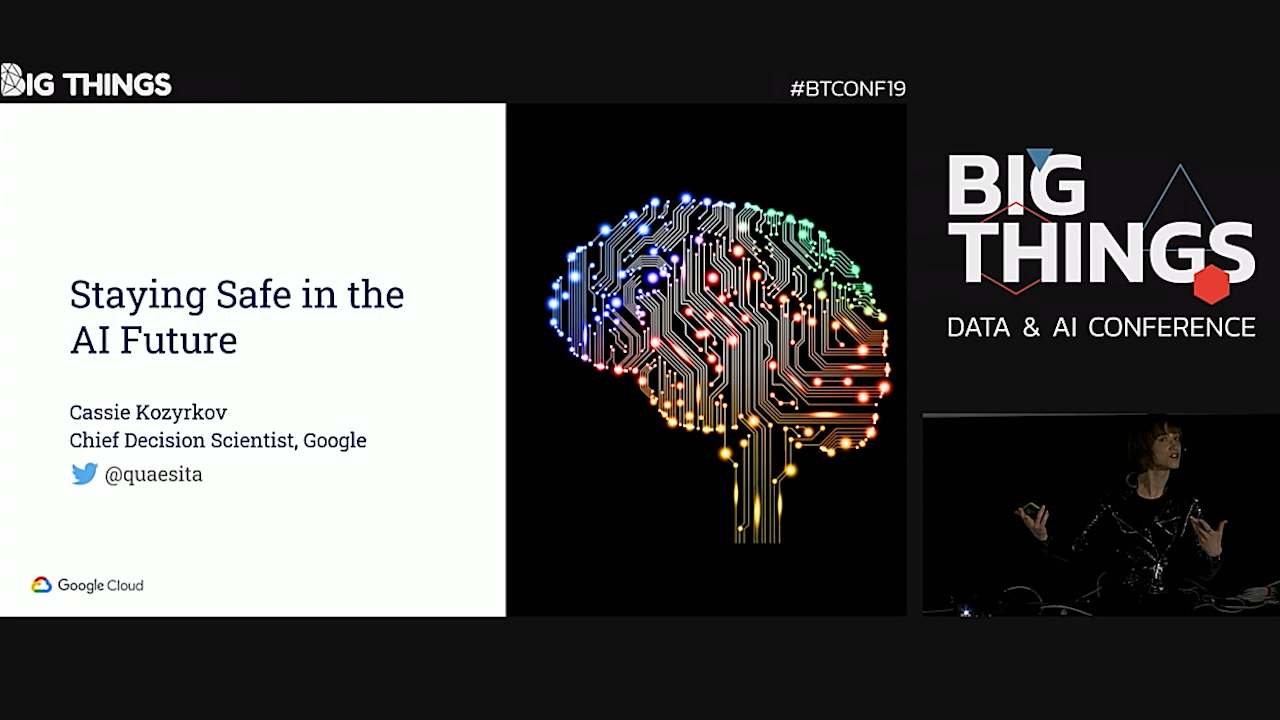 BIG THINGS
#BTCONF19
Staying Safe in the
AI Future
Cassie Kozyrkov
Chief Decision Scientist, Google
@quaesita
Google Cloud
BIG
THINGS
DATA & AI CONFERENCE